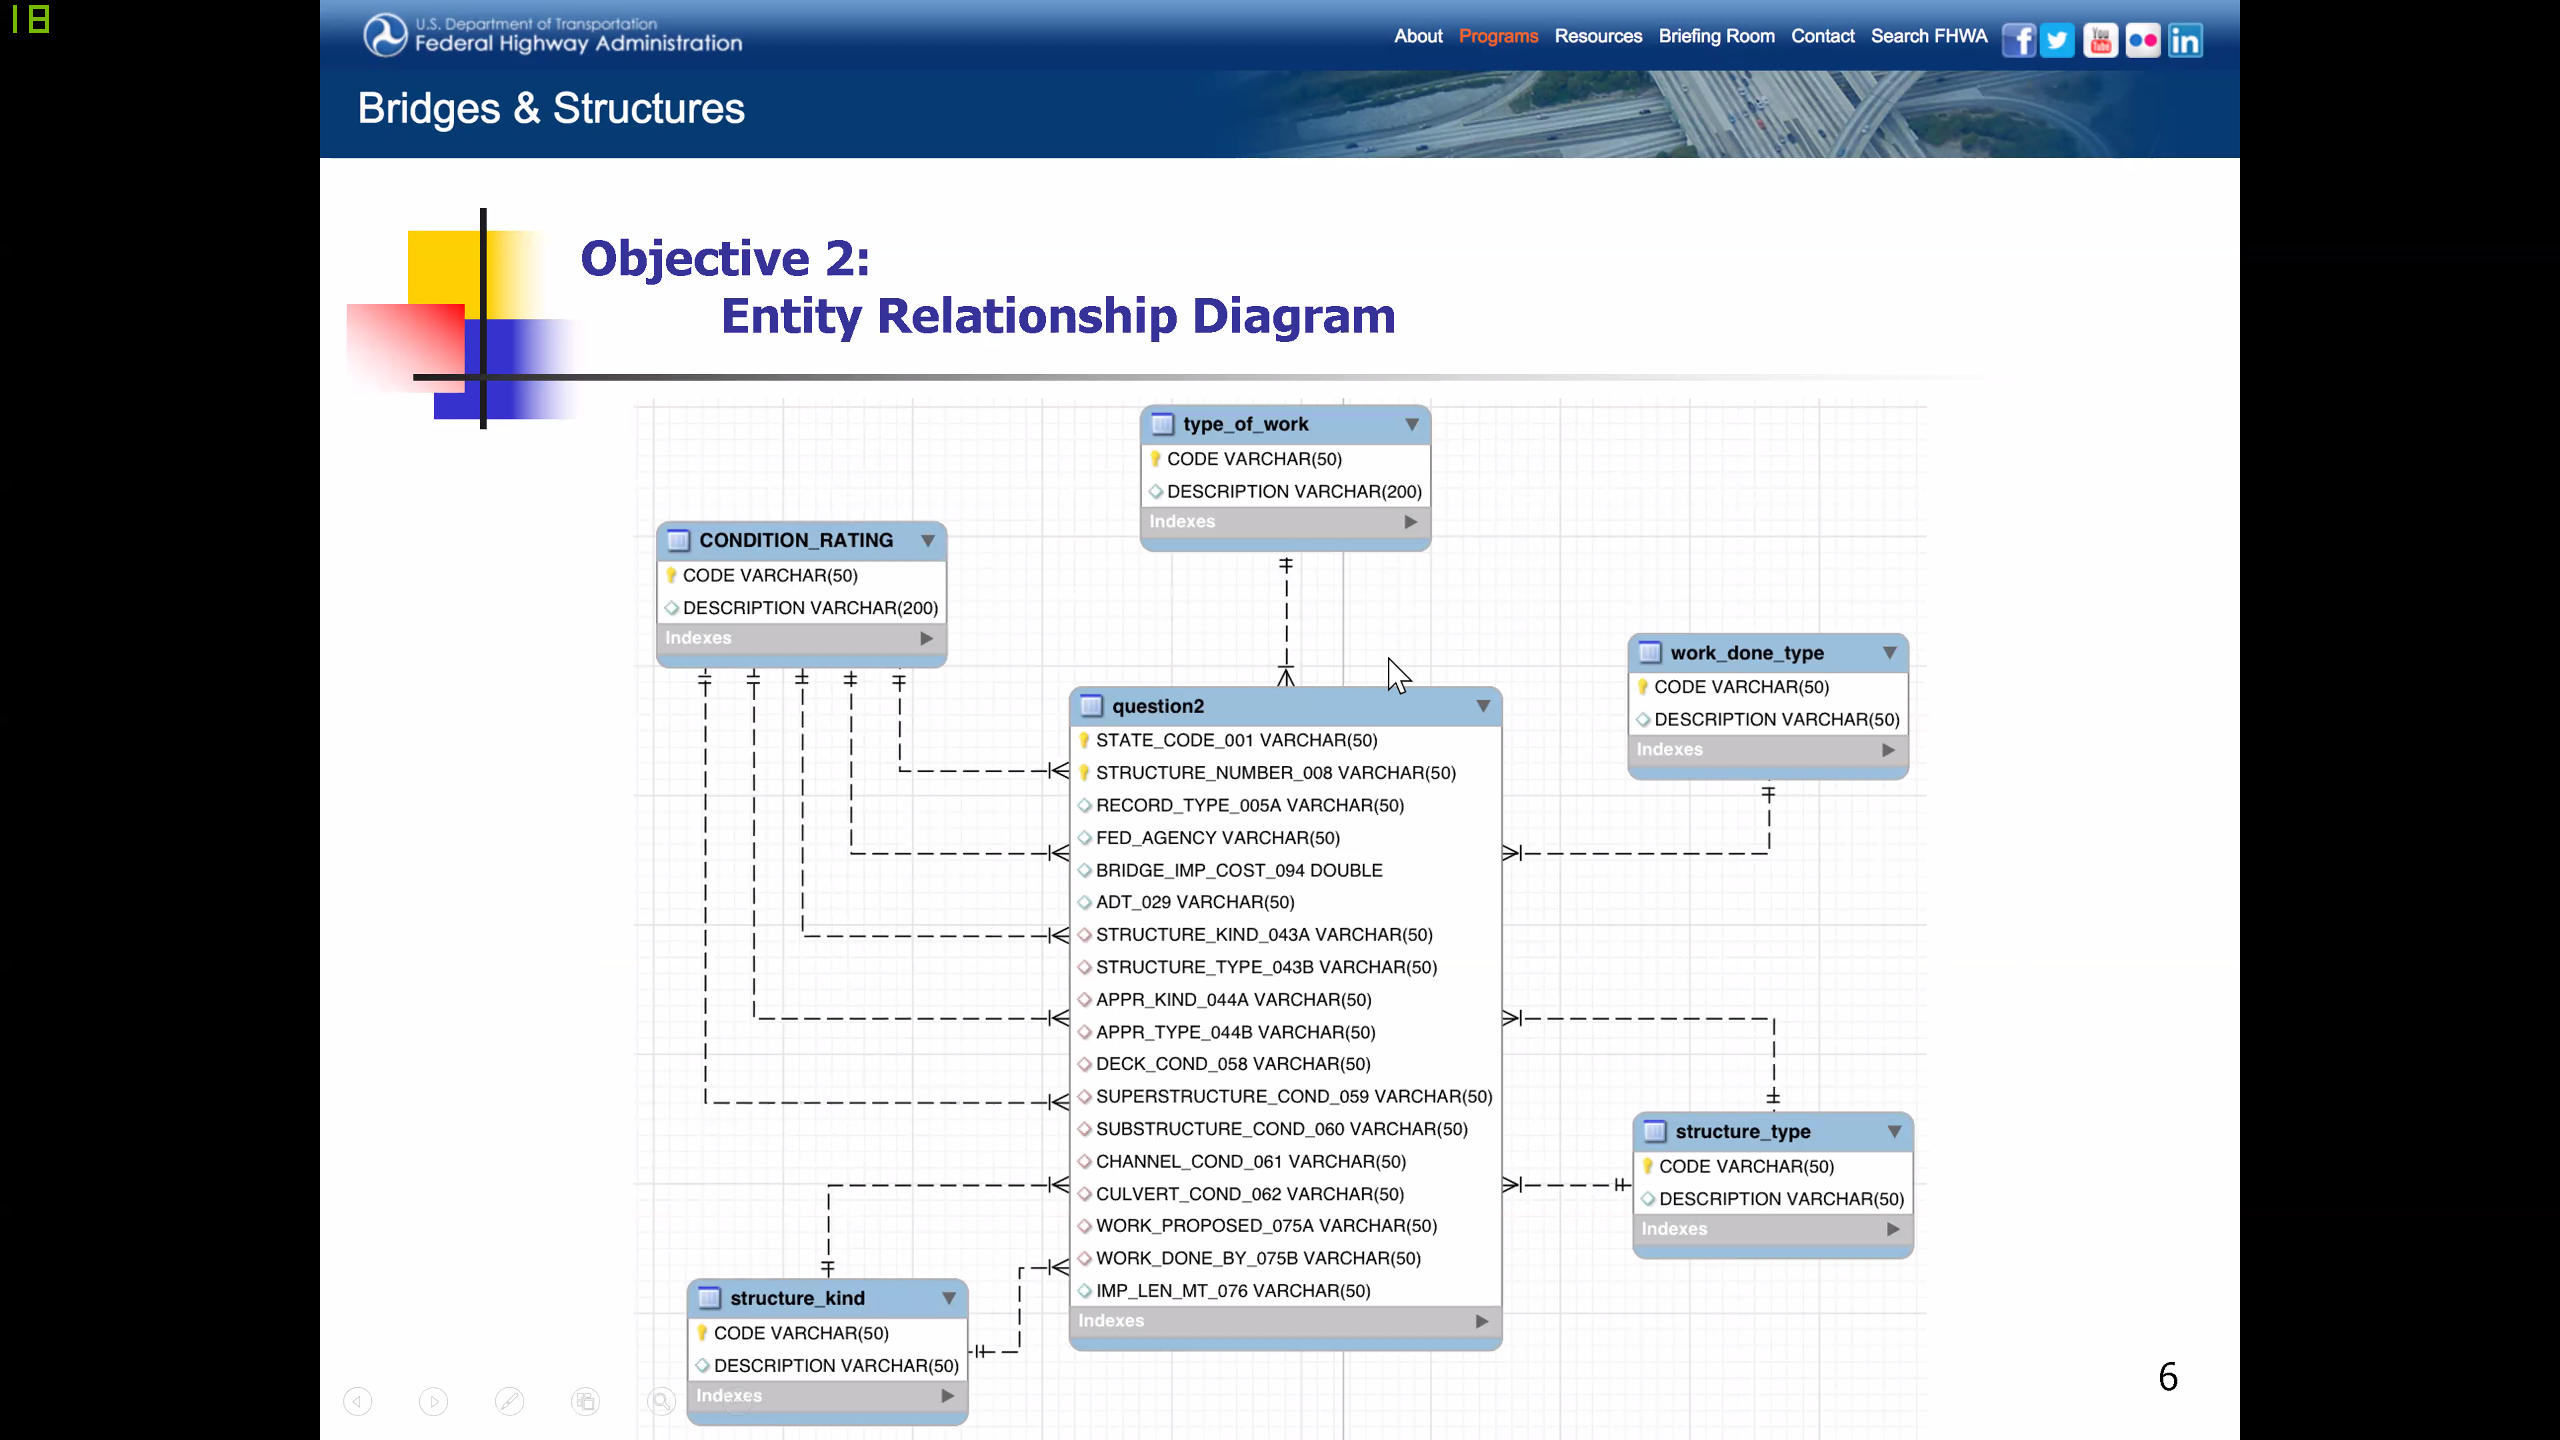 18
U.S. Department of Transportation
Federal Highway Administration
About Programs Resources Briefing Room Contact Search FHWA
f You Tube in
Bridges & Structures
Objective 2:
Entity Relationship Diagram
type_of_work
CODE VARCHAR(50)
DESCRIPTION VARCHAR(200)
Indexes
CONDITION_RATING
CODE VARCHAR(50)
DESCRIPTION VARCHAR(200)
Indexes
work_done_type
CODE VARCHAR(50)
DESCRIPTION VARCHAR(50)
Indexes
question2
STATE_CODE_001 VARCHAR(50)
STRUCTURE_NUMBER_008 VARCHAR(50)
RECORD_TYPE_005A VARCHAR(50)
FED_AGENCY VARCHAR(50)
BRIDGE_IMP_COST_094 DOUBLE
ADT_029 VARCHAR(50)
STRUCTURE_KIND_043A VARCHAR(50)
STRUCTURE_TYPE_043B VARCHAR(50)
APPR_KIND_044A VARCHAR(50)
APPR_TYPE_044B VARCHAR(50)
DECK_COND_058 VARCHAR(50)
SUPERSTRUCTURE_COND_059 VARCHAR(50)
SUBSTRUCTURE_COND_060 VARCHAR(50)
CHANNEL_COND_061 VARCHAR(50)
CULVERT_COND_062 VARCHAR(50)
WORK_PROPOSED_075A VARCHAR(50)
WORK_DONE_BY_075B VARCHAR(50)
IMP_LEN_MT_076 VARCHAR(50)
Indexes
structure_type
CODE VARCHAR(50)
DESCRIPTION VARCHAR(50)
Indexes
structure_kind
CODE VARCHAR(50)
DESCRIPTION VARCHAR(50)
Indexes
6